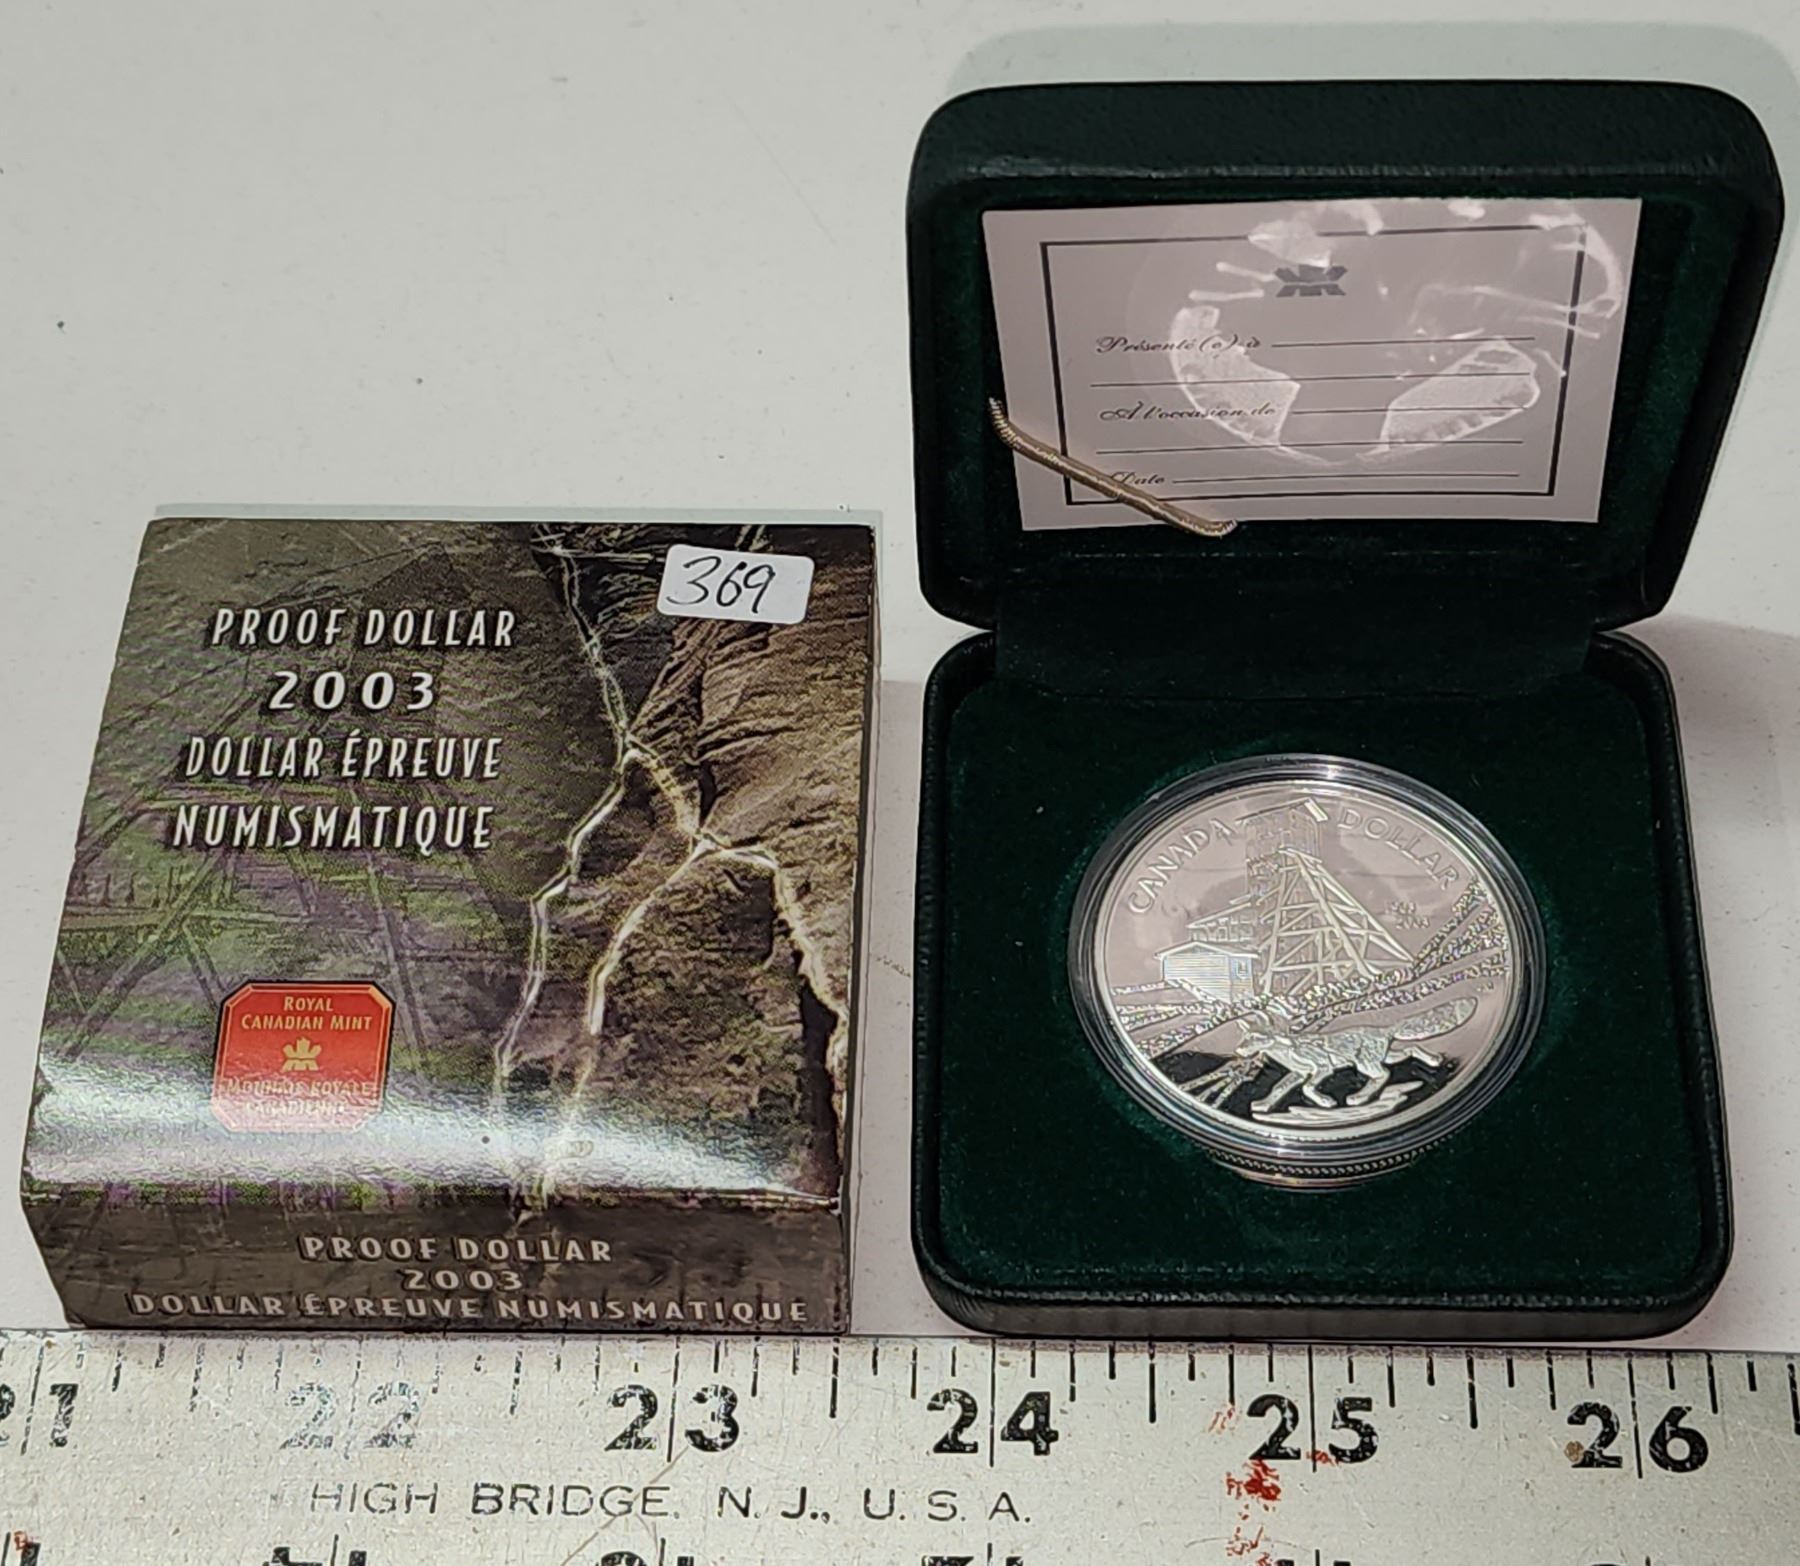 369
PROOF DOLLAR
2003
DOLLAR ÉPREUVE
NUMISMATIQUE
ROYAL
CANADIAN MINT
MONNAIE ROYALE
CANADIENNE
PROOF DOLLAR
2003
DOLLAR ÉPREUVE NUMISMATIQUE
Présenté(e) à
À l'occasion de
Date
CANADA DOLLAR
21 22 23 24 25 26
HIGH BRIDGE, N. J., U. S. A.